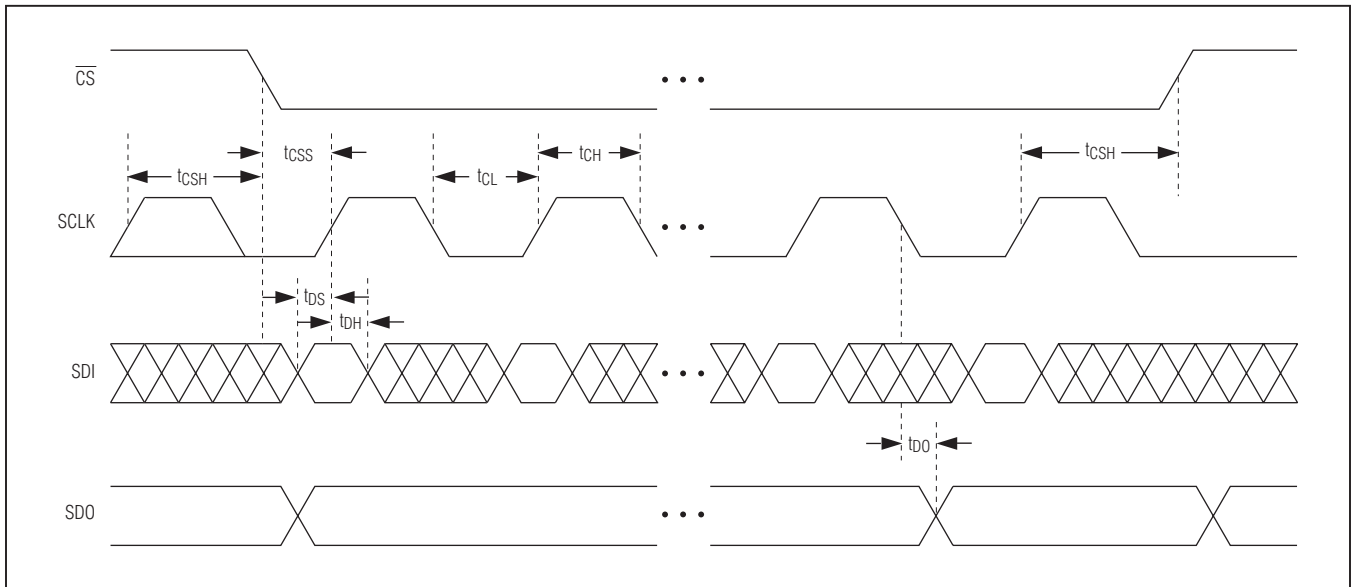 CS
• • •
tCSS
tCH
tCSH
tCSH
tCL
SCLK
• • •
tDS
tDH
SDI
• • •
tDO
SDO
• • •